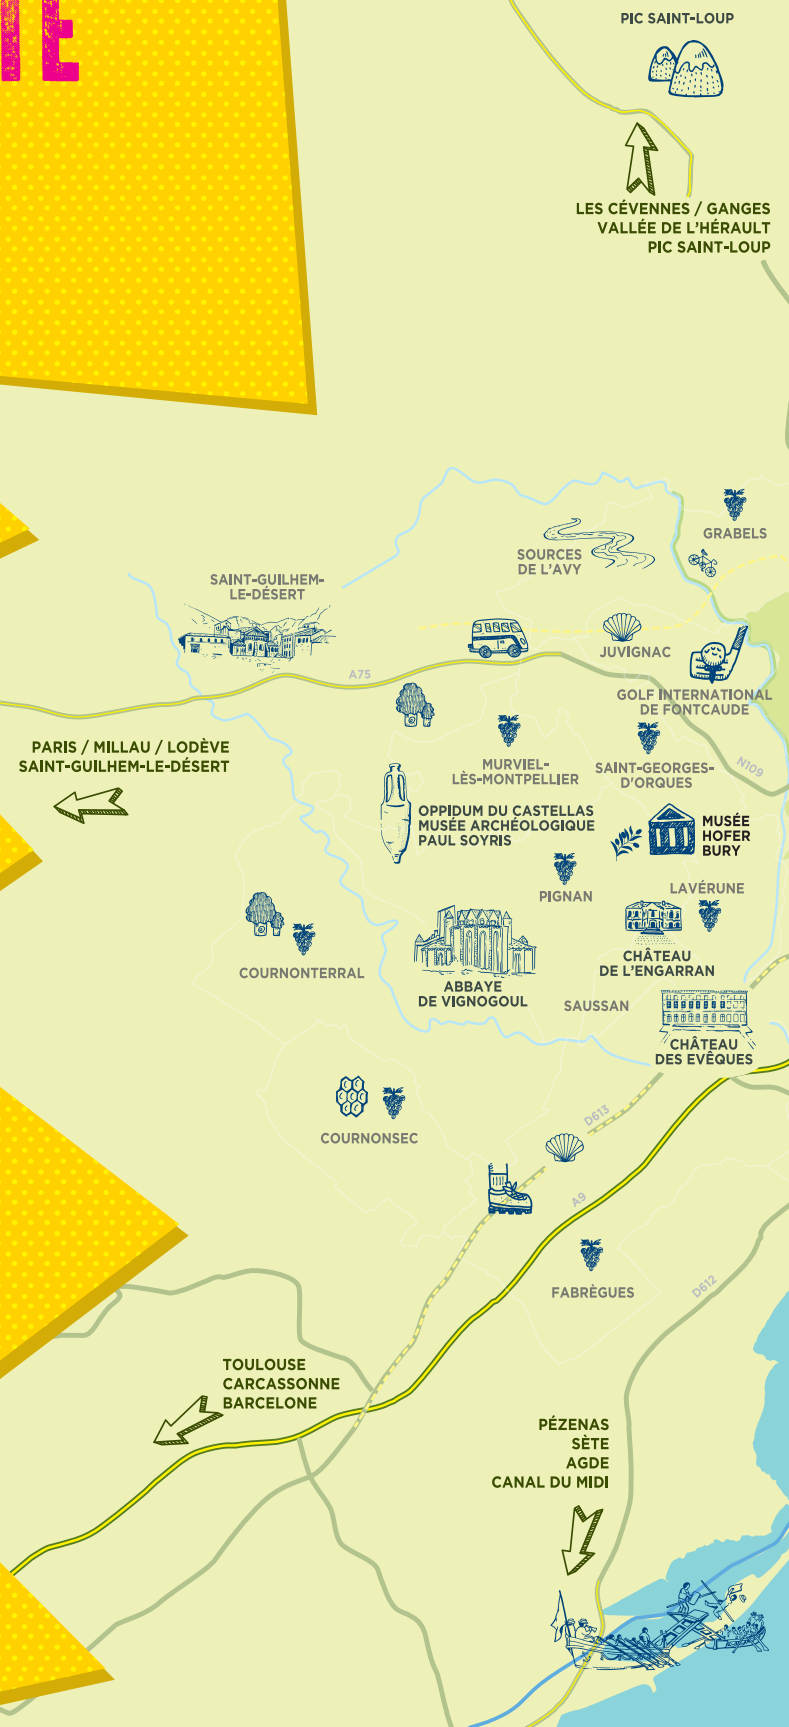 PIC SAINT-LOUP
LES CÉVENNES / GANGES
VALLÉE DE L'HÉRAULT
PIC SAINT-LOUP
GRABELS
SOURCES
DE L'AVY
SAINT-GUILHEM-
LE-DÉSERT
JUVIGNAC
A75
GOLF INTERNATIONAL
DE FONTCAUDE
PARIS / MILLAU / LODÈVE
SAINT-GUILHEM-LE-DÉSERT
MURVIEL-
LÈS-MONTPELLIER
SAINT-GEORGES-
D'ORQUES
N109
OPPIDUM DU CASTELLAS
MUSÉE ARCHÉOLOGIQUE
PAUL SOYRIS
MUSÉE
HOFER
BURY
PIGNAN
LAVÉRUNE
COURNONTERRAL
ABBAYE
DE VIGNOGOUL
CHÂTEAU
DE L'ENGARRAN
SAUSSAN
CHÂTEAU
DES EVÊQUES
D613
COURNONSEC
A9
FABRÈGUES
D612
TOULOUSE
CARCASSONNE
BARCELONE
PÉZENAS
SÈTE
AGDE
CANAL DU MIDI